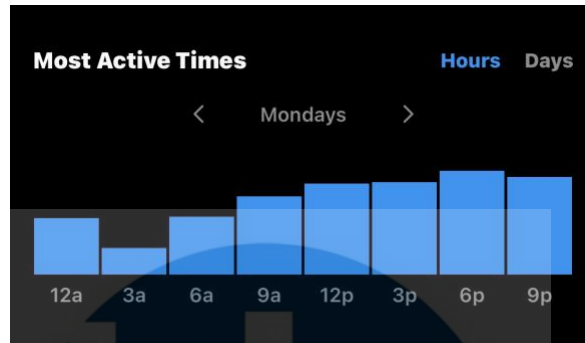 Most Active Times Hours Days
< Mondays >
12a 3a 6a 9a 12p 3p 6p 9p